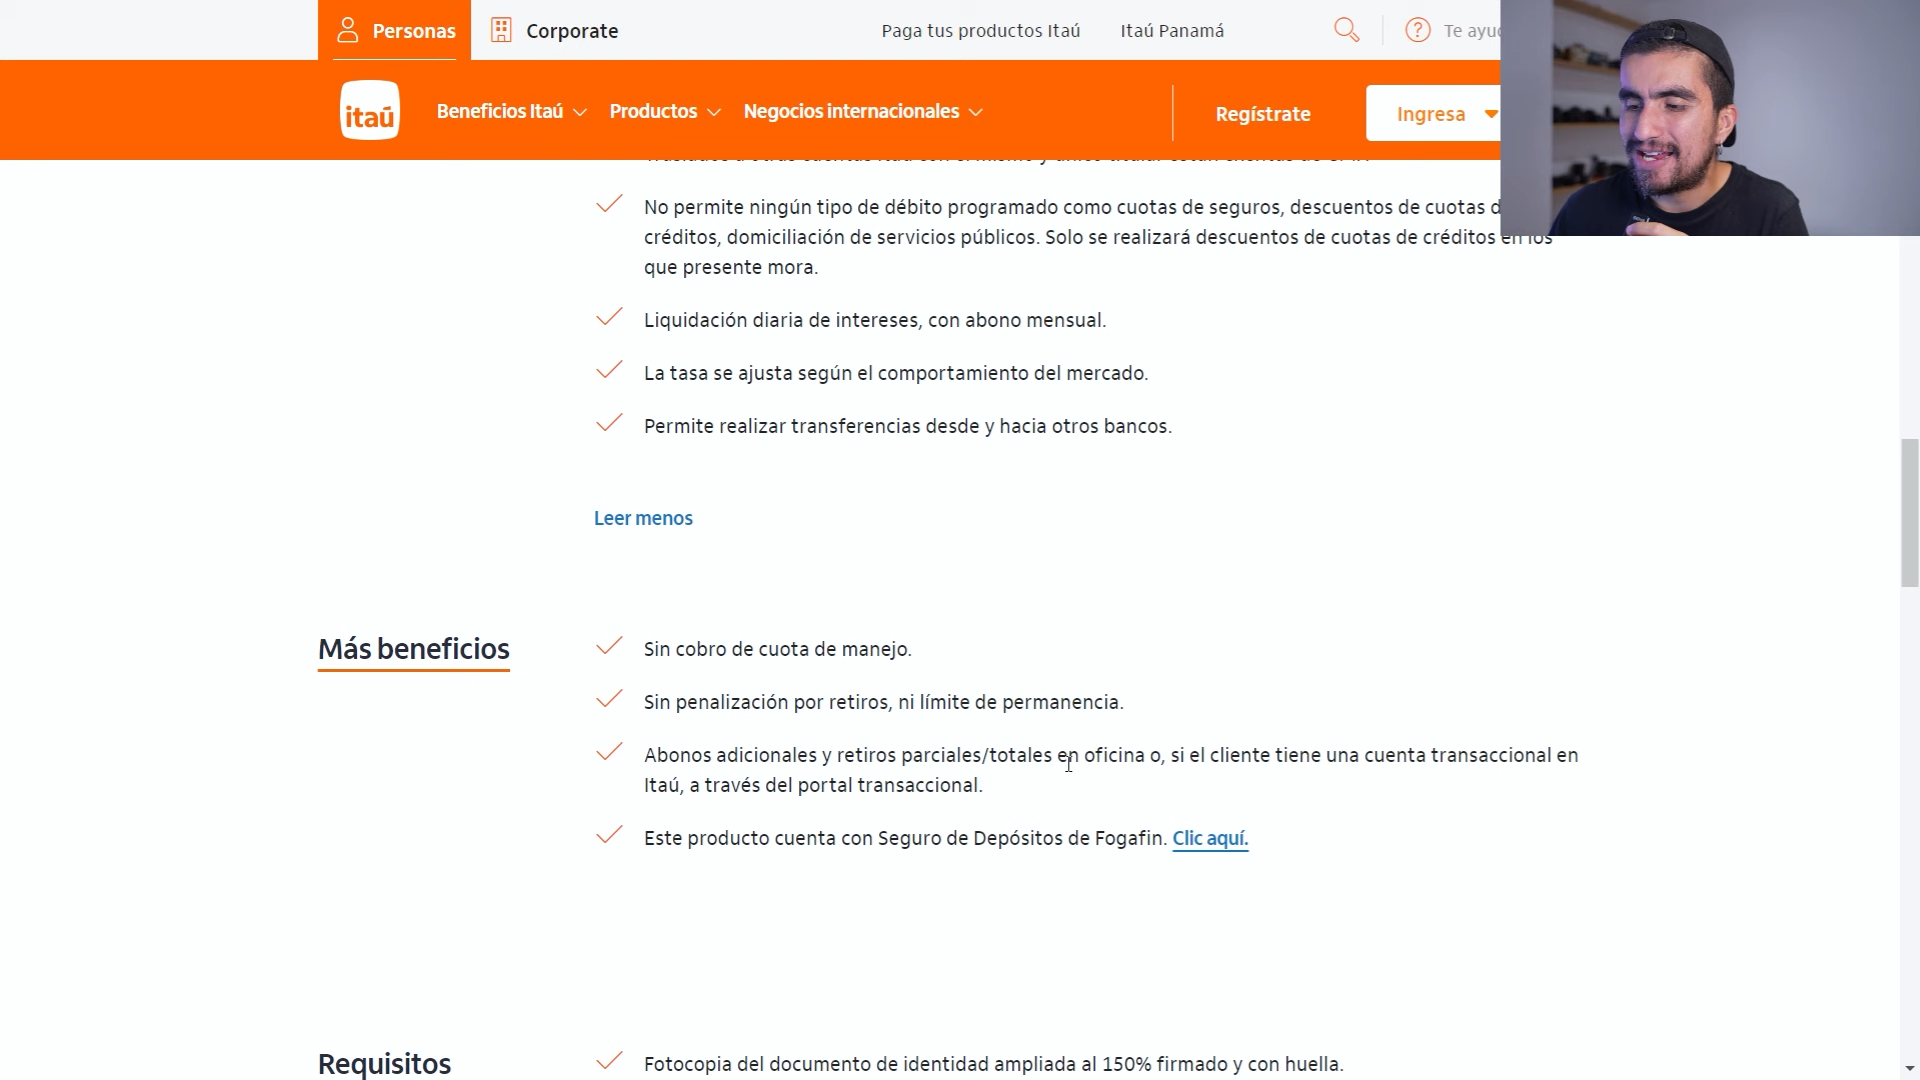 Personas
Corporate
Paga tus productos Itaú
Itaú Panamá
Te
itaú
Beneficios Itaú
Productos
Negocios internacionales
Regístrate
Ingresa
No permite ningún tipo de débito programado como cuotas de seguros, descuentos de cuotas
créditos, domiciliación de servicios públicos. Solo se realizará descuentos de cuotas de créditos en los
que presente mora.
Liquidación diaria de intereses, con abono mensual.
La tasa se ajusta según el comportamiento del mercado.
Permite realizar transferencias desde y hacia otros bancos.
Leer menos
Más beneficios
Sin cobro de cuota de manejo.
Sin penalización por retiros, ni límite de permanencia.
Abonos adicionales y retiros parciales/totales en oficina o, si el cliente tiene una cuenta transaccional en
Itaú, a través del portal transaccional.
Este producto cuenta con Seguro de Depósitos de Fogafin. Clic aquí.
Requisitos
Fotocopia del documento de identidad ampliada al 150% firmado y con huella.